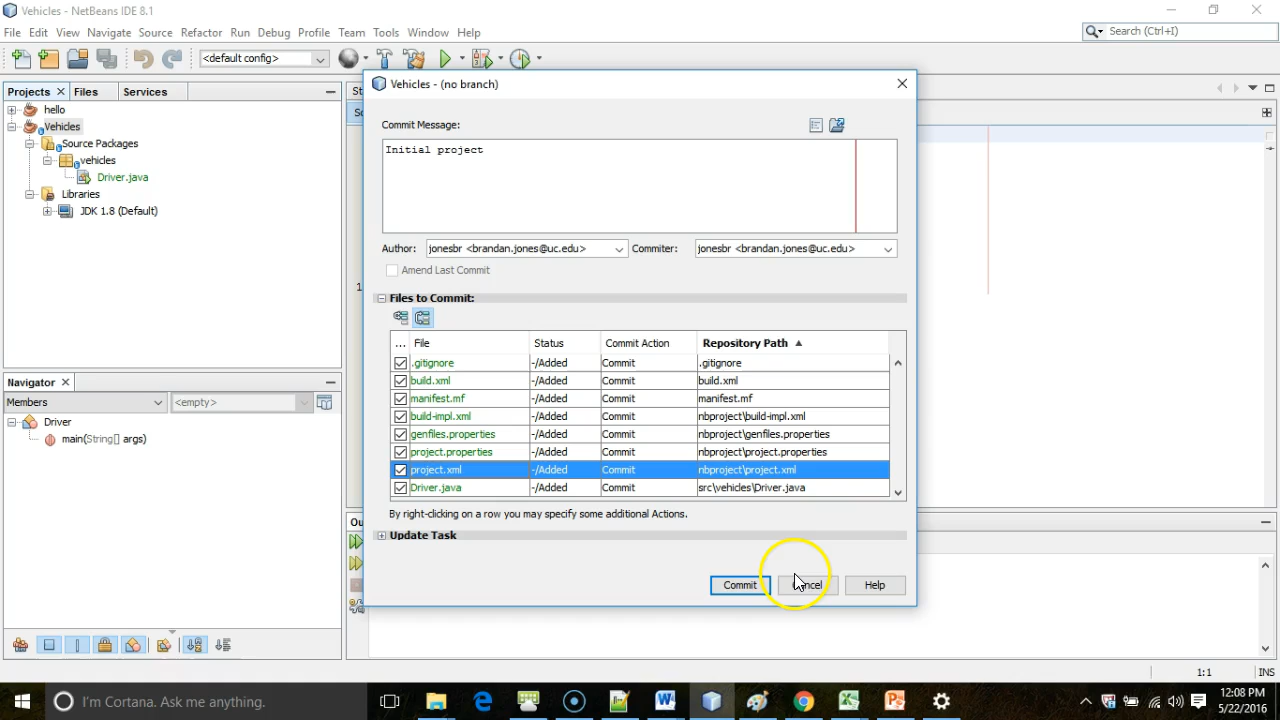 Vehicles - NetBeans IDE 8.1
File Edit View Navigate Source Refactor Run Debug Profile Team Tools Window Help
Search (Ctrl+I)
<default config>
Projects Files Services
hello
Vehicles
Source Packages
vehicles
Driver.java
Libraries
JDK 1.8 (Default)
Navigator
Members
<empty>
Driver
main(String[] args)
Vehicles - (no branch)
Commit Message:
Initial project
Author: jonesbr <brandan.jones@uc.edu> Commiter: jonesbr <brandan.jones@uc.edu>
Amend Last Commit
Files to Commit:
... File Status Commit Action Repository Path
.gitignore -/Added Commit .gitignore
build.xml -/Added Commit build.xml
manifest.mf -/Added Commit manifest.mf
build-impl.xml -/Added Commit nbproject\build-impl.xml
genfiles.properties -/Added Commit nbproject\genfiles.properties
project.properties -/Added Commit nbproject\project.properties
project.xml -/Added Commit nbproject\project.xml
Driver.java -/Added Commit src\vehicles\Driver.java
By right-clicking on a row you may specify some additional Actions.
Update Task
Commit Cancel Help
1:1 INS
I'm Cortana. Ask me anything.
12:08 PM
5/22/2016